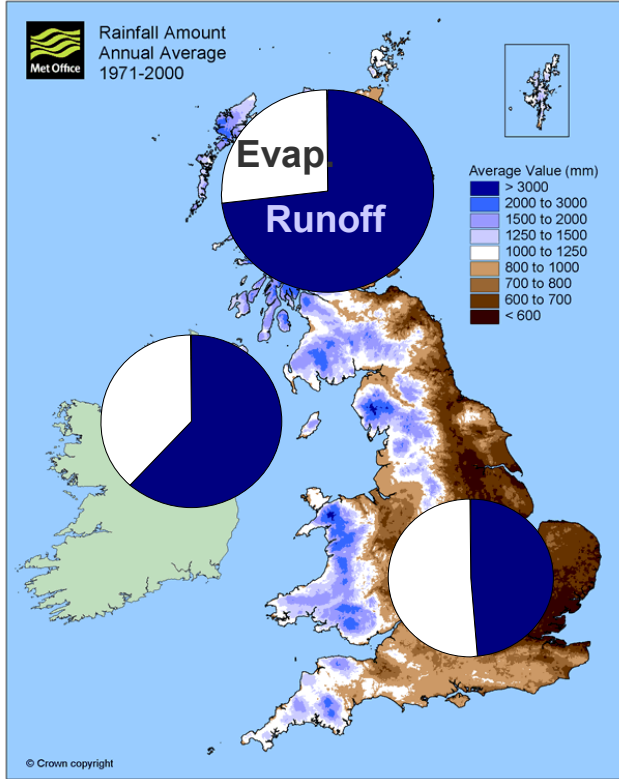 Met Office
Rainfall Amount
Annual Average
1971-2000
Evap
Runoff
Average Value (mm)
> 3000
2000 to 3000
1500 to 2000
1250 to 1500
1000 to 1250
800 to 1000
700 to 800
600 to 700
< 600
© Crown copyright